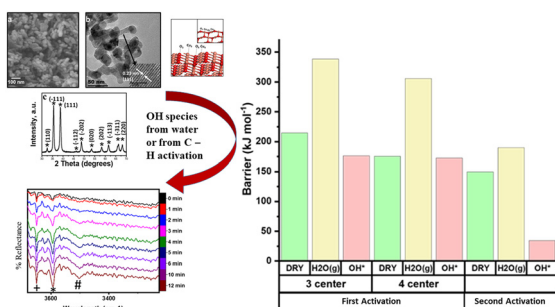 a
b
100 nm
50 nm
0.23 nm
[111]
c
Intensity, a.u.
(110)
(-111)
(111)
(-112)
(-202)
(020)
(202)
(-113)
(-311)
(220)
2 Theta (degrees)
OH species
from water
or from C –
H activation
% Reflectance
0 min
1 min
2 min
3 min
4 min
5 min
6 min
10 min
12 min
+
*
#
3600
3400
Barrier (kJ mol-1)
350
300
250
200
150
100
50
0
DRY
H2O(g)
OH*
DRY
H2O(g)
OH*
DRY
H2O(g)
OH*
3 center
4 center
First Activation
Second Activation